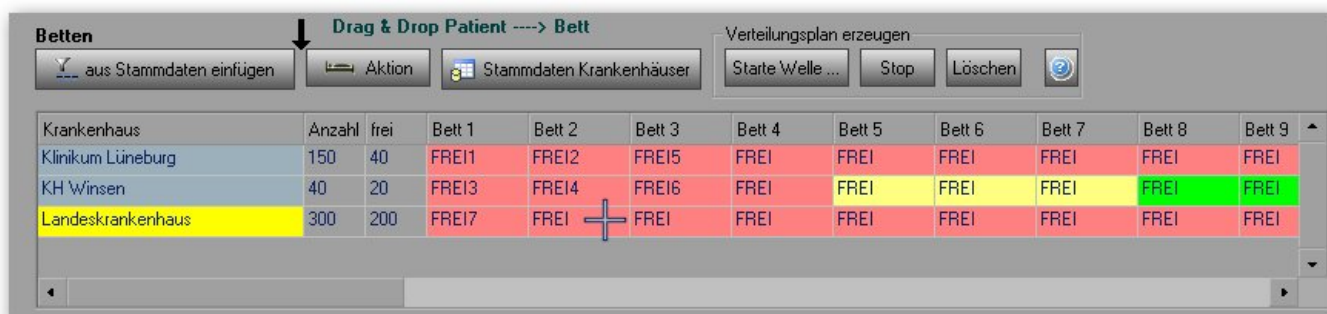 Betten
Drag & Drop Patient ----> Bett
Verteilungsplan erzeugen
aus Stammdaten einfügen Aktion Stammdaten Krankenhäuser Starte Welle ... Stop Löschen
Krankenhaus Anzahl frei Bett 1 Bett 2 Bett 3 Bett 4 Bett 5 Bett 6 Bett 7 Bett 8 Bett 9
Klinikum Lüneburg 150 40 FREI1 FREI2 FREI5 FREI FREI FREI FREI FREI FREI
KH Winsen 40 20 FREI3 FREI4 FREI6 FREI FREI FREI FREI FREI FREI
Landeskrankenhaus 300 200 FREI7 FREI FREI FREI FREI FREI FREI FREI FREI